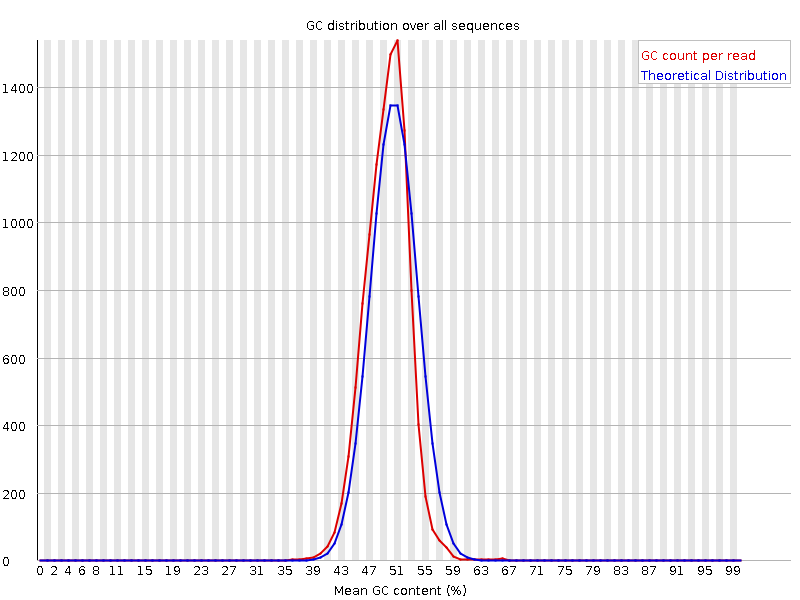 GC distribution over all sequences
GC count per read
Theoretical Distribution
1400
1200
1000
800
600
400
200
0
0 2 4 6 8 11 15 19 23 27 31 35 39 43 47 51 55 59 63 67 71 75 79 83 87 91 95 99
Mean GC content (%)